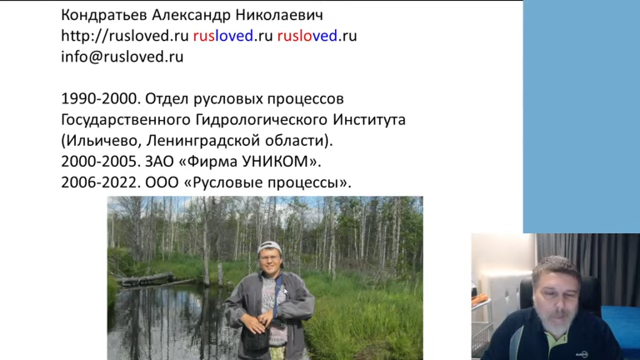 Кондратьев Александр Николаевич
http://rusloved.ru rusloved.ru rusloved.ru
info@rusloved.ru
1990-2000. Отдел русловых процессов
Государственного Гидрологического Института
(Ильичево, Ленинградской области).
2000-2005. ЗАО «Фирма УНИКОМ».
2006-2022. ООО «Русловые процессы».